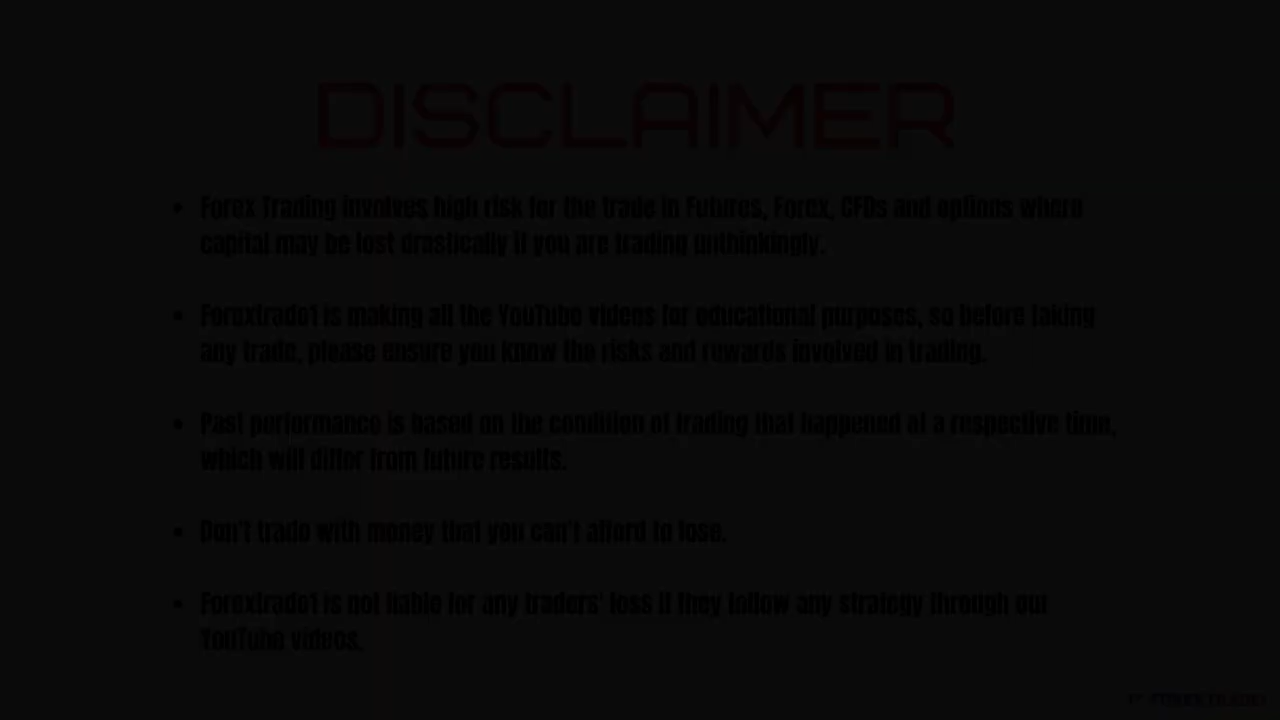 DISCLAIMER
• Forex Trading involves high risk for the trade in Futures, Forex, CFDs and options where
capital may be lost drastically if you are trading unthinkingly.
• Forextrade1 is making all the YouTube videos for educational purposes, so before taking
any trade, please ensure you know the risks and rewards involved in trading.
• Past performance is based on the condition of trading that happened at a respective time,
which will differ from future results.
• Don't trade with money that you can't afford to lose.
• Forextrade1 is not liable for any traders' loss if they follow any strategy through our
YouTube videos.